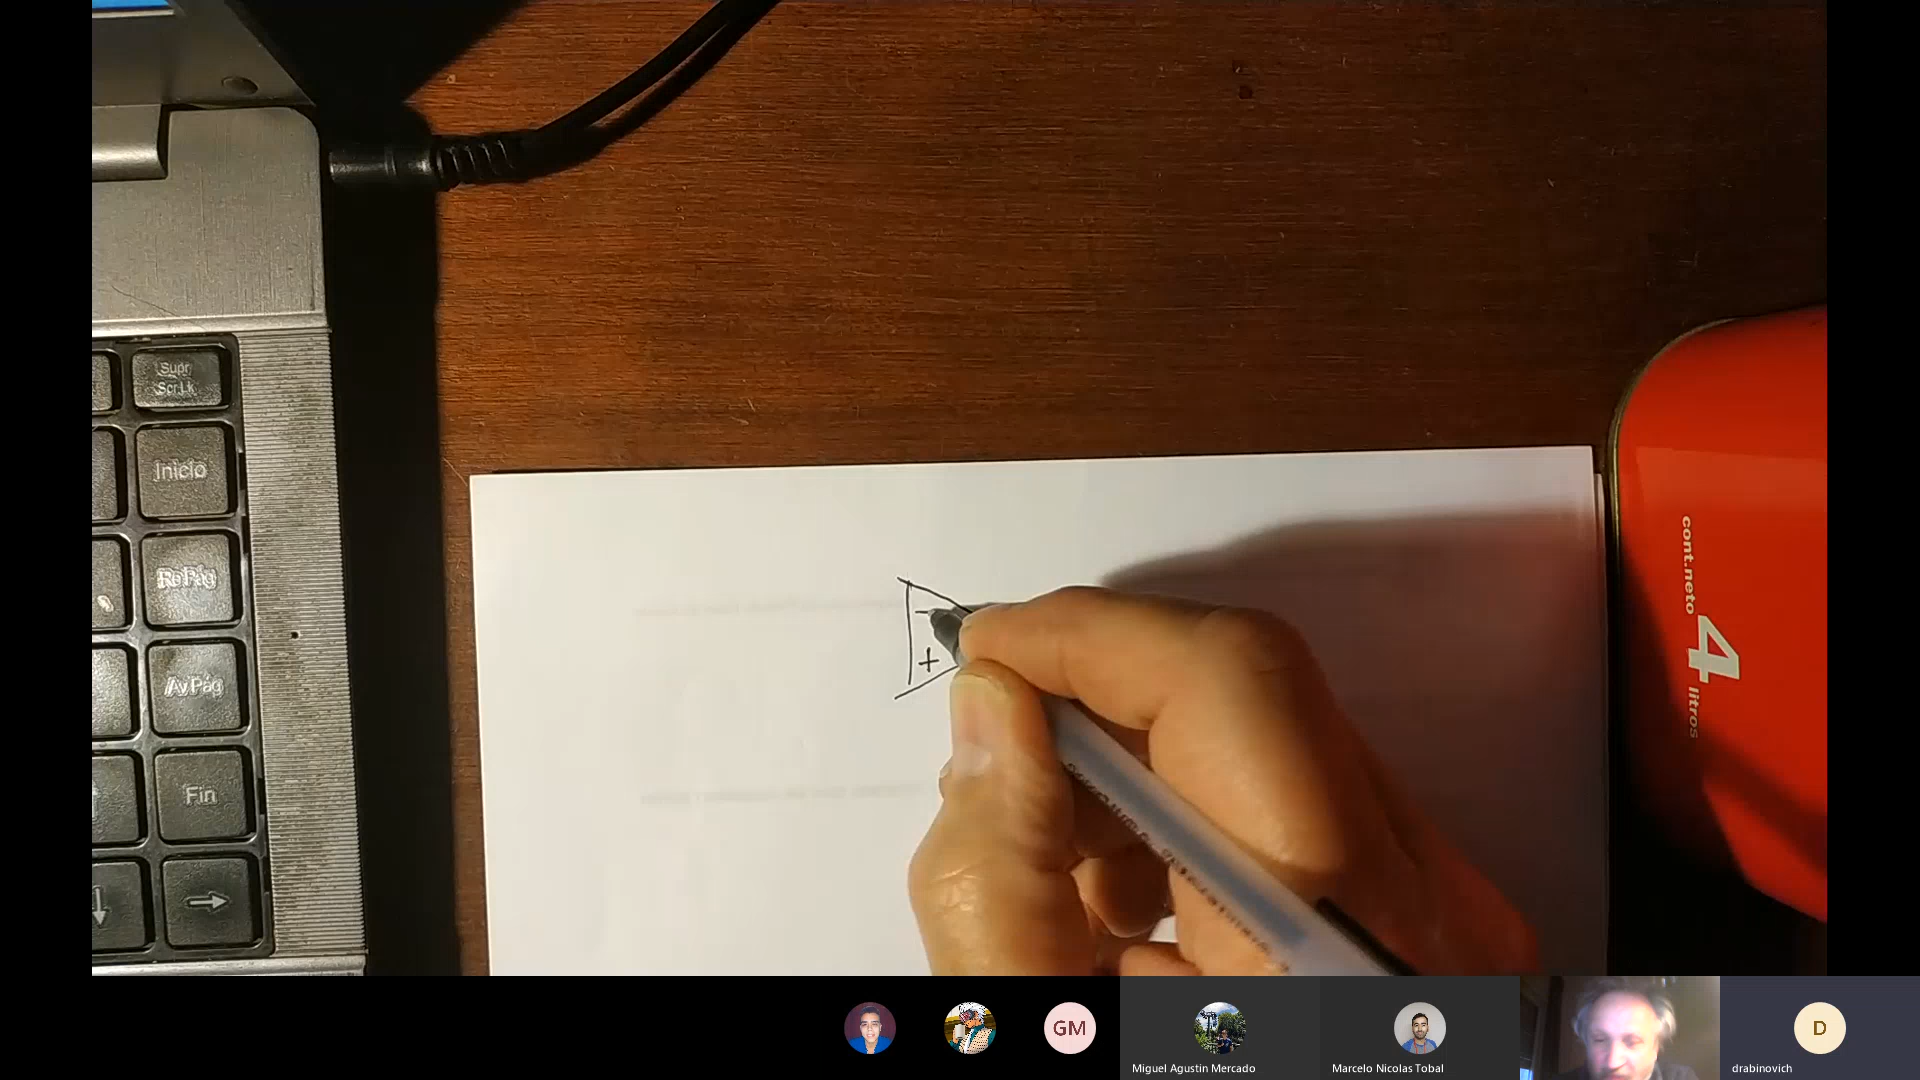 Supr
Scr Lk
Inicio
RePág
AvPág
Fin
cont.neto
4
litros
-
+
GM
D
Miguel Agustin Mercado
Marcelo Nicolas Tobal
drabinovich